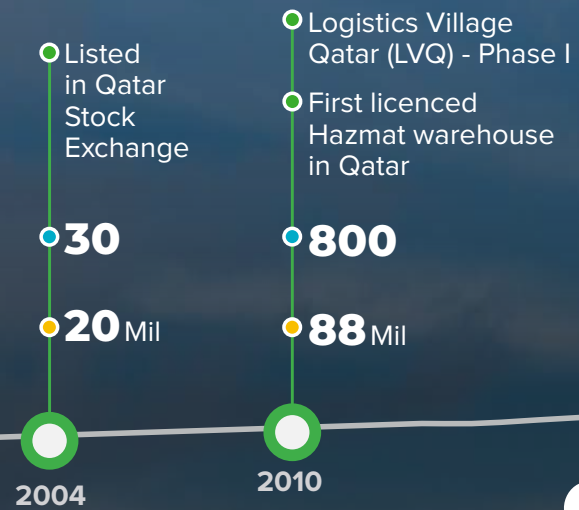 Listed
in Qatar
Stock
Exchange
30
20 Mil
2004
Logistics Village
Qatar (LVQ) - Phase I
First licenced
Hazmat warehouse
in Qatar
800
88 Mil
2010